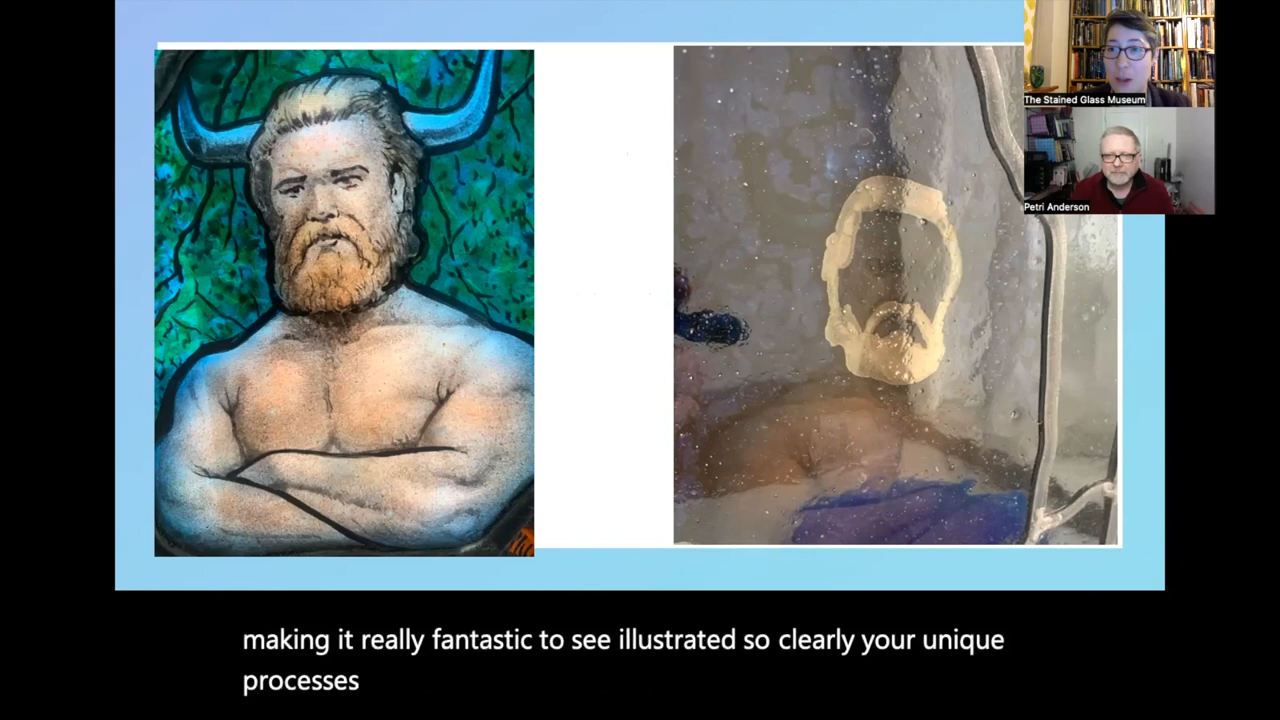 The Stained Glass Museum
Petri Anderson
making it really fantastic to see illustrated so clearly your unique
processes